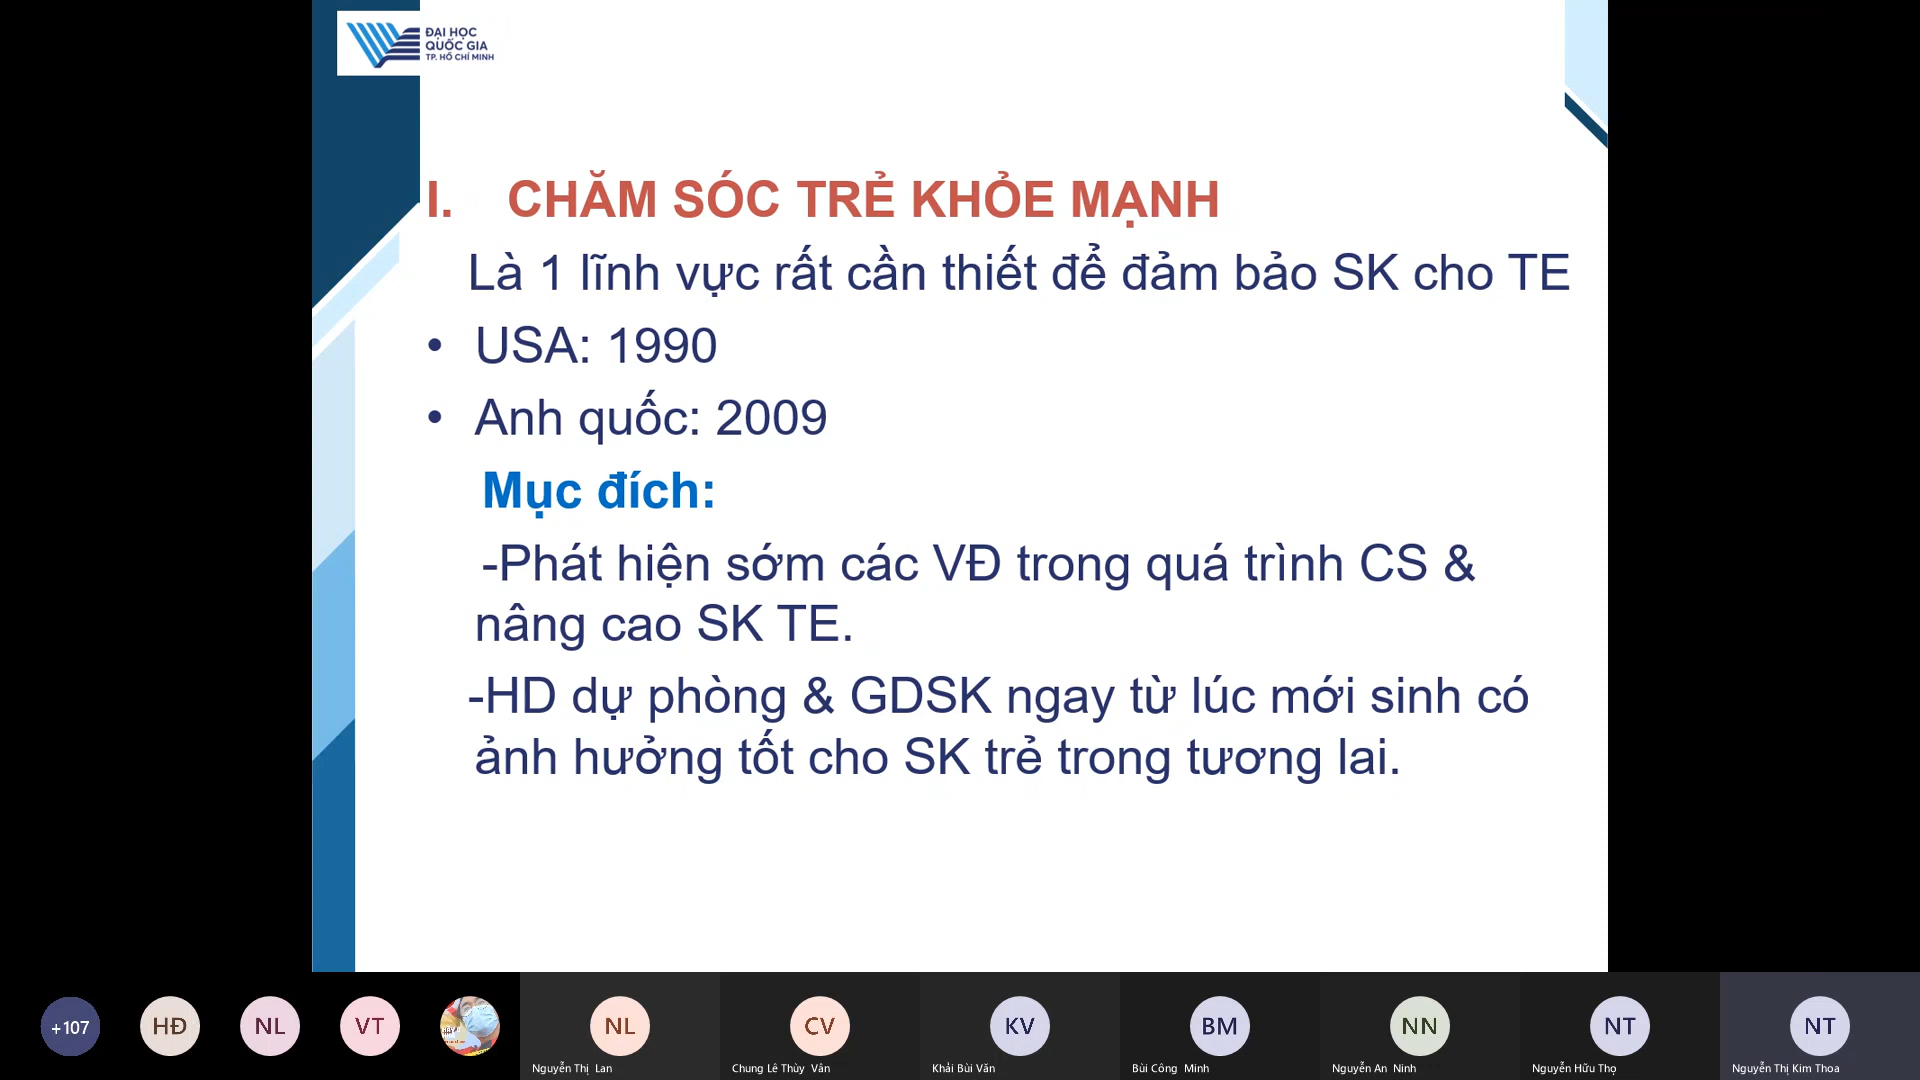 ĐẠI HỌC
QUỐC GIA
TP. HỒ CHÍ MINH
I. CHĂM SÓC TRẺ KHỎE MẠNH
Là 1 lĩnh vực rất cần thiết để đảm bảo SK cho TE
• USA: 1990
• Anh quốc: 2009
Mục đích:
-Phát hiện sớm các VĐ trong quá trình CS &
nâng cao SK TE.
-HD dự phòng & GDSK ngay từ lúc mới sinh có
ảnh hưởng tốt cho SK trẻ trong tương lai.
+107
HĐ
NL
VT
NL
CV
KV
BM
NN
NT
NT
Nguyễn Thị Lan
Chung Lê Thùy Vân
Khải Bùi Văn
Bùi Công Minh
Nguyễn An Ninh
Nguyễn Hữu Thọ
Nguyễn Thị Kim Thoa